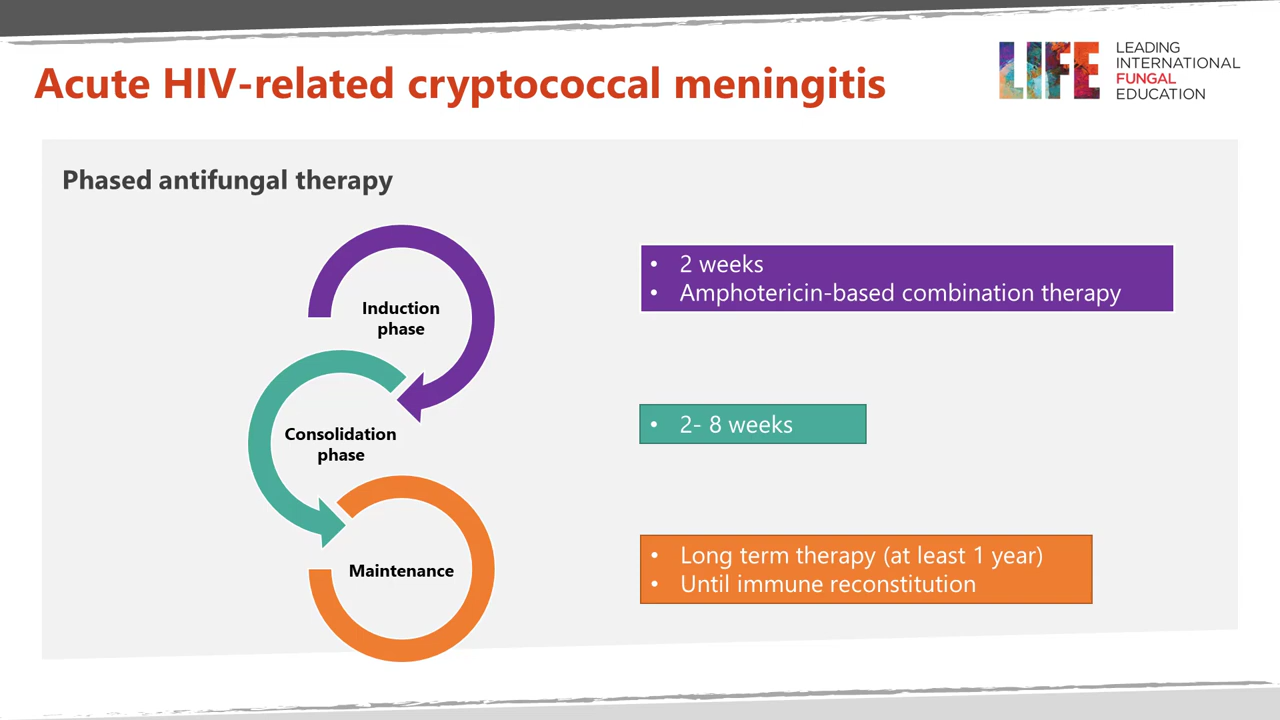 Acute HIV-related cryptococcal meningitis
LIFE
LEADING
INTERNATIONAL
FUNGAL
EDUCATION
Phased antifungal therapy
Induction
phase
• 2 weeks
• Amphotericin-based combination therapy
Consolidation
phase
• 2- 8 weeks
Maintenance
• Long term therapy (at least 1 year)
• Until immune reconstitution